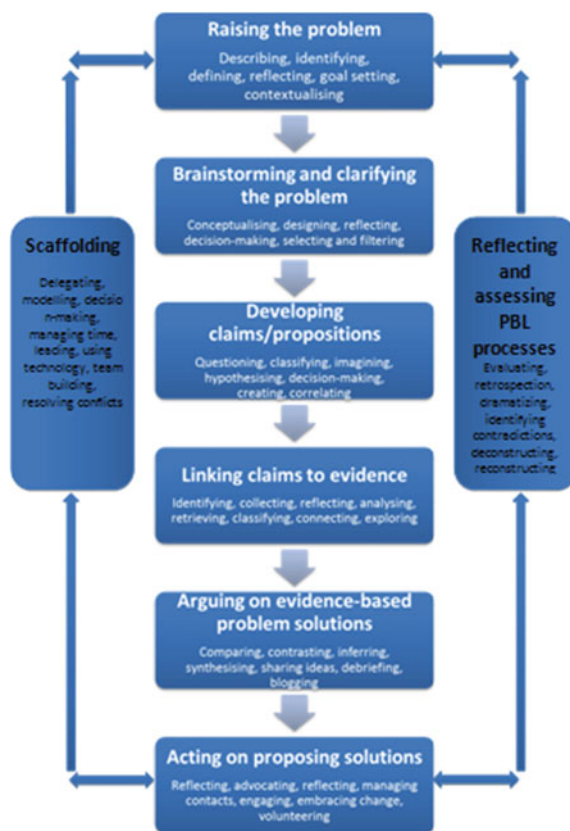 Raising the problem
Describing, identifying,
defining, reflecting, goal setting,
contextualising
Brainstorming and clarifying
the problem
Conceptualising, designing, reflecting,
decision-making, selecting and filtering
Scaffolding
Delegating,
modelling, decisio
n-making,
managing time,
leading, using
technology, team
building,
resolving conflicts
Reflecting
and
assessing
PBL
processes
Evaluating,
retrospection,
dramatizing,
identifying
contradictions,
deconstructing,
reconstructing
Developing
claims/propositions
Questioning, classifying, imagining,
hypothesising, decision-making,
creating, correlating
Linking claims to evidence
Identifying, collecting, reflecting, analysing,
retrieving, classifying, connecting, exploring
Arguing on evidence-based
problem solutions
Comparing, contrasting, inferring,
synthesising, sharing ideas, debriefing,
blogging
Acting on proposing solutions
Reflecting, advocating, reflecting, managing
contacts, engaging, embracing change,
volunteering